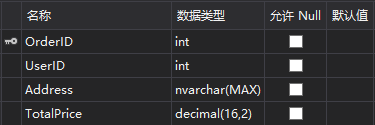 名称 数据类型 允许 Null 默认值
OrderID int
UserID int
Address nvarchar(MAX)
TotalPrice decimal(16,2)